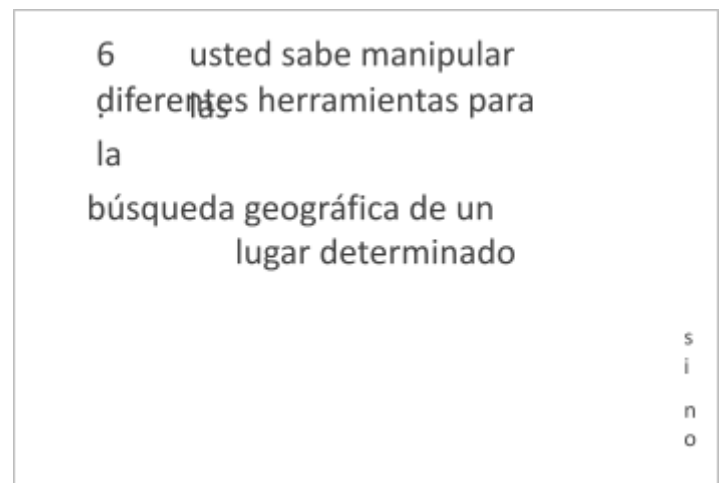 6 usted sabe manipular
. las
diferentes herramientas para
la
búsqueda geográfica de un
lugar determinado
s
i
n
o